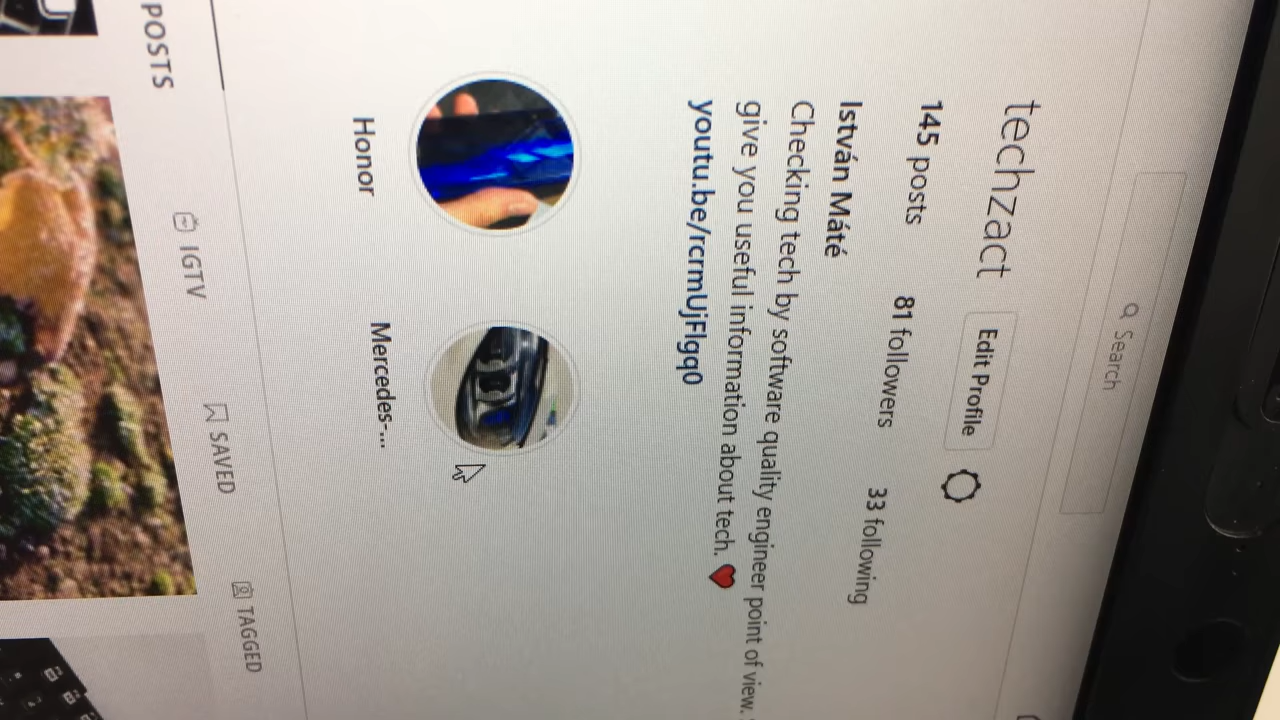 Search
techzact Edit Profile
145 posts 81 followers 33 following
István Máté
Checking tech by software quality engineer point of view.
give you useful information about tech. ❤
youtu.be/rcrmUjFlgq0
Honor Mercedes-...
POSTS IGTV SAVED TAGGED